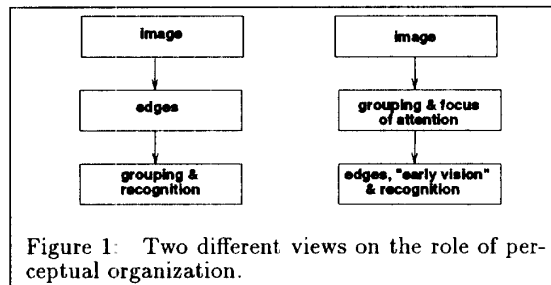 image
edges
grouping &
recognition
image
grouping & focus
of attention
edges, "early vision"
& recognition
Figure 1: Two different views on the role of per-
ceptual organization.